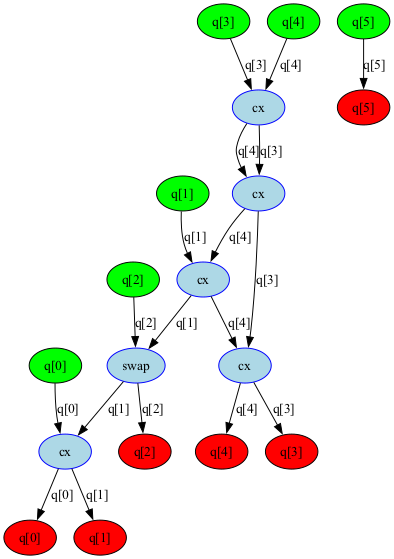 q[3] q[4] q[5]
q[3] q[4] q[5]
cx q[5]
q[4] q[3]
q[1] cx
q[1] q[4]
q[2] cx q[3]
q[2] q[1] q[4]
q[0] swap cx
q[0] q[1] q[2] q[4] q[3]
cx q[2] q[4] q[3]
q[0] q[1]
q[0] q[1]